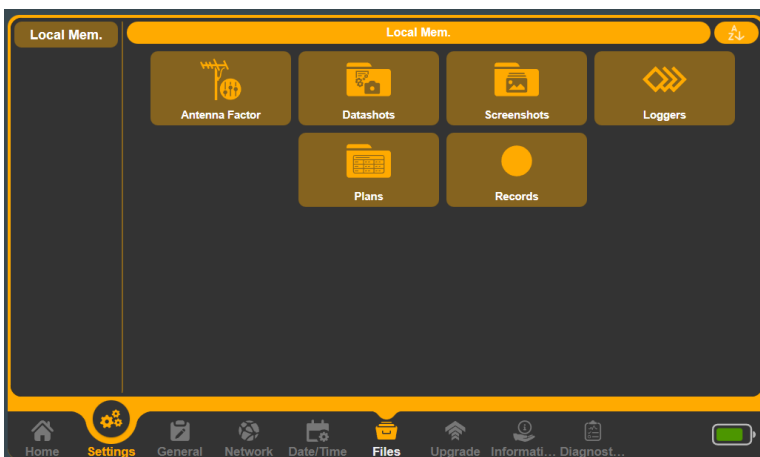 Local Mem.
Local Mem.
A
Z
Antenna Factor
Datashots
Screenshots
Loggers
Plans
Records
Home
Settings
General
Network
Date/Time
Files
Upgrade
Informati...
Diagnost...